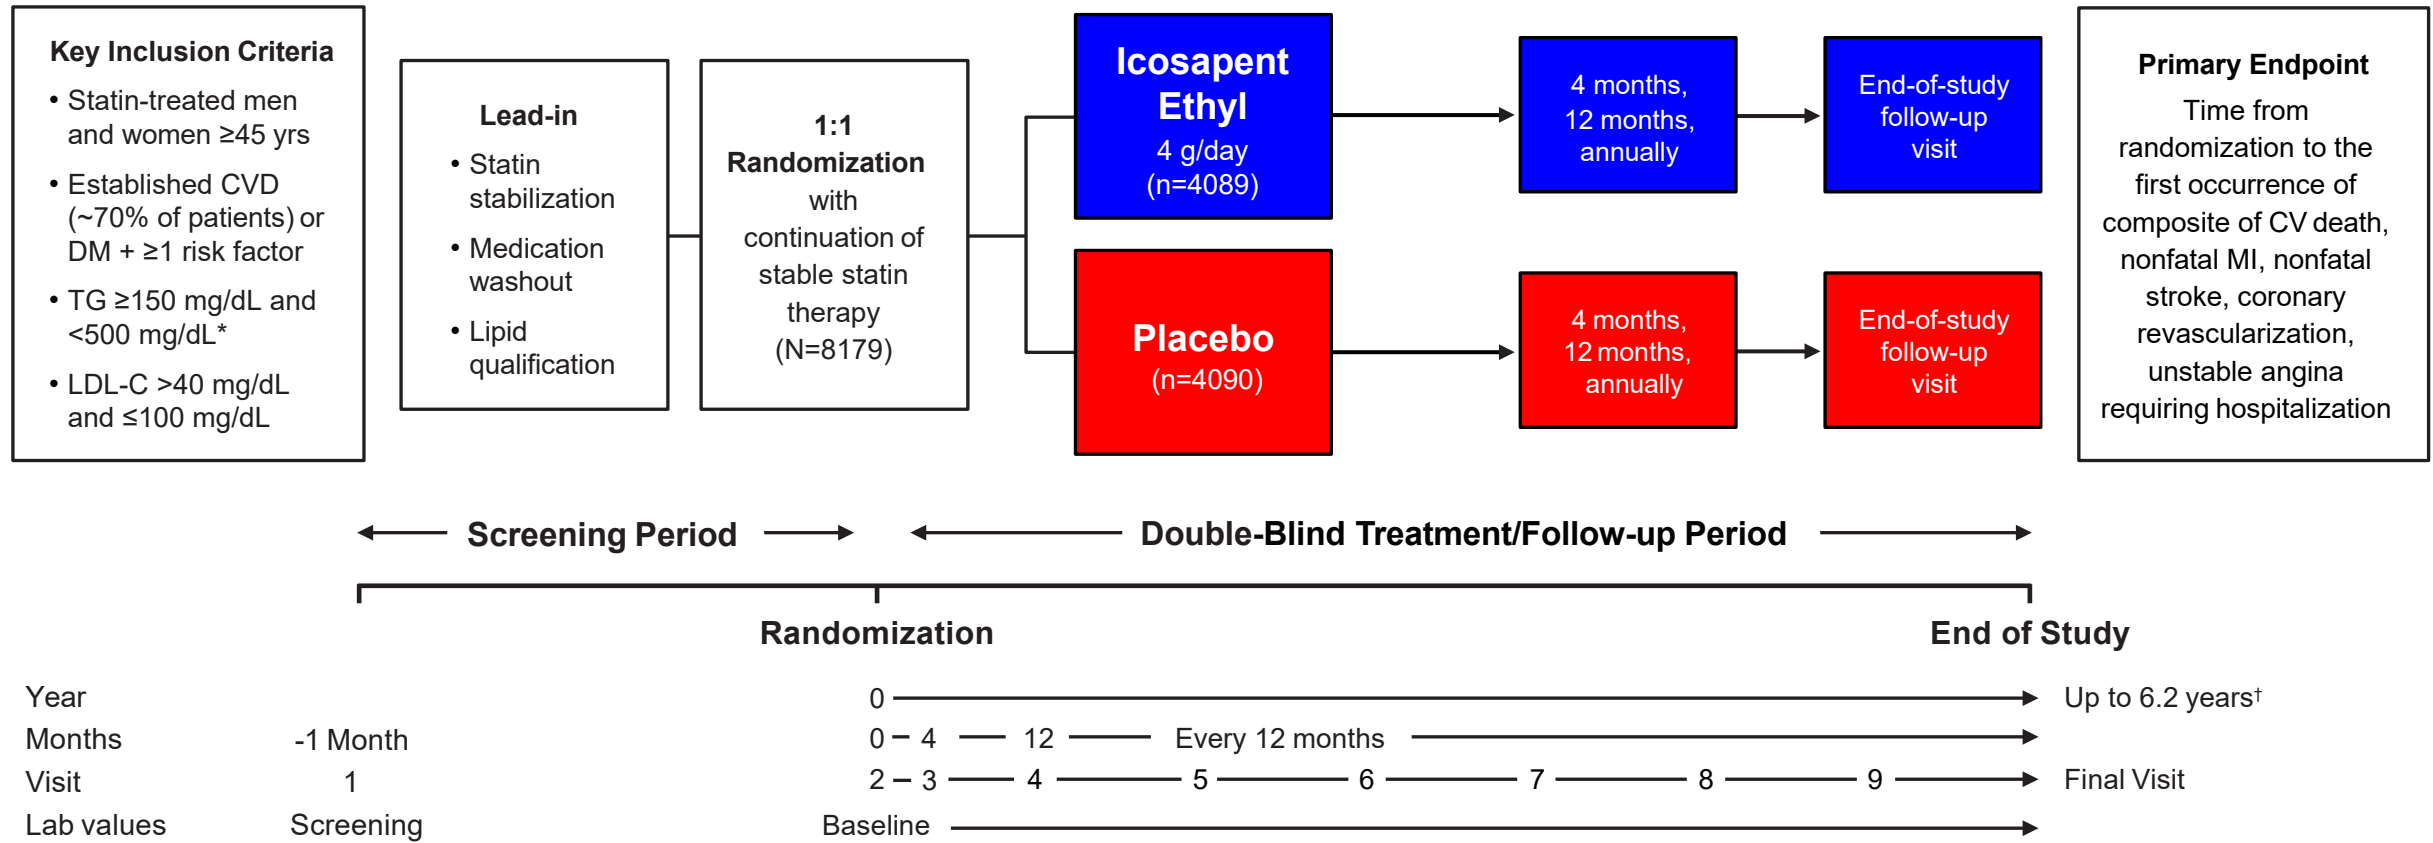 Key Inclusion Criteria
• Statin-treated men
and women ≥45 yrs
• Established CVD
(~70% of patients) or
DM + ≥1 risk factor
• TG ≥150 mg/dL and
<500 mg/dL*
• LDL-C >40 mg/dL
and ≤100 mg/dL
Lead-in
• Statin
stabilization
• Medication
washout
• Lipid
qualification
1:1
Randomization
with
continuation of
stable statin
therapy
(N=8179)
Icosapent
Ethyl
4 g/day
(n=4089)
4 months,
12 months,
annually
End-of-study
follow-up
visit
Placebo
(n=4090)
4 months,
12 months,
annually
End-of-study
follow-up
visit
Primary Endpoint
Time from
randomization to the
first occurrence of
composite of CV death,
nonfatal MI, nonfatal
stroke, coronary
revascularization,
unstable angina
requiring hospitalization
Screening Period
Double-Blind Treatment/Follow-up Period
Randomization
End of Study
Year 0 Up to 6.2 years†
Months -1 Month 0 4 12 Every 12 months
Visit 1 2 3 4 5 6 7 8 9 Final Visit
Lab values Screening Baseline